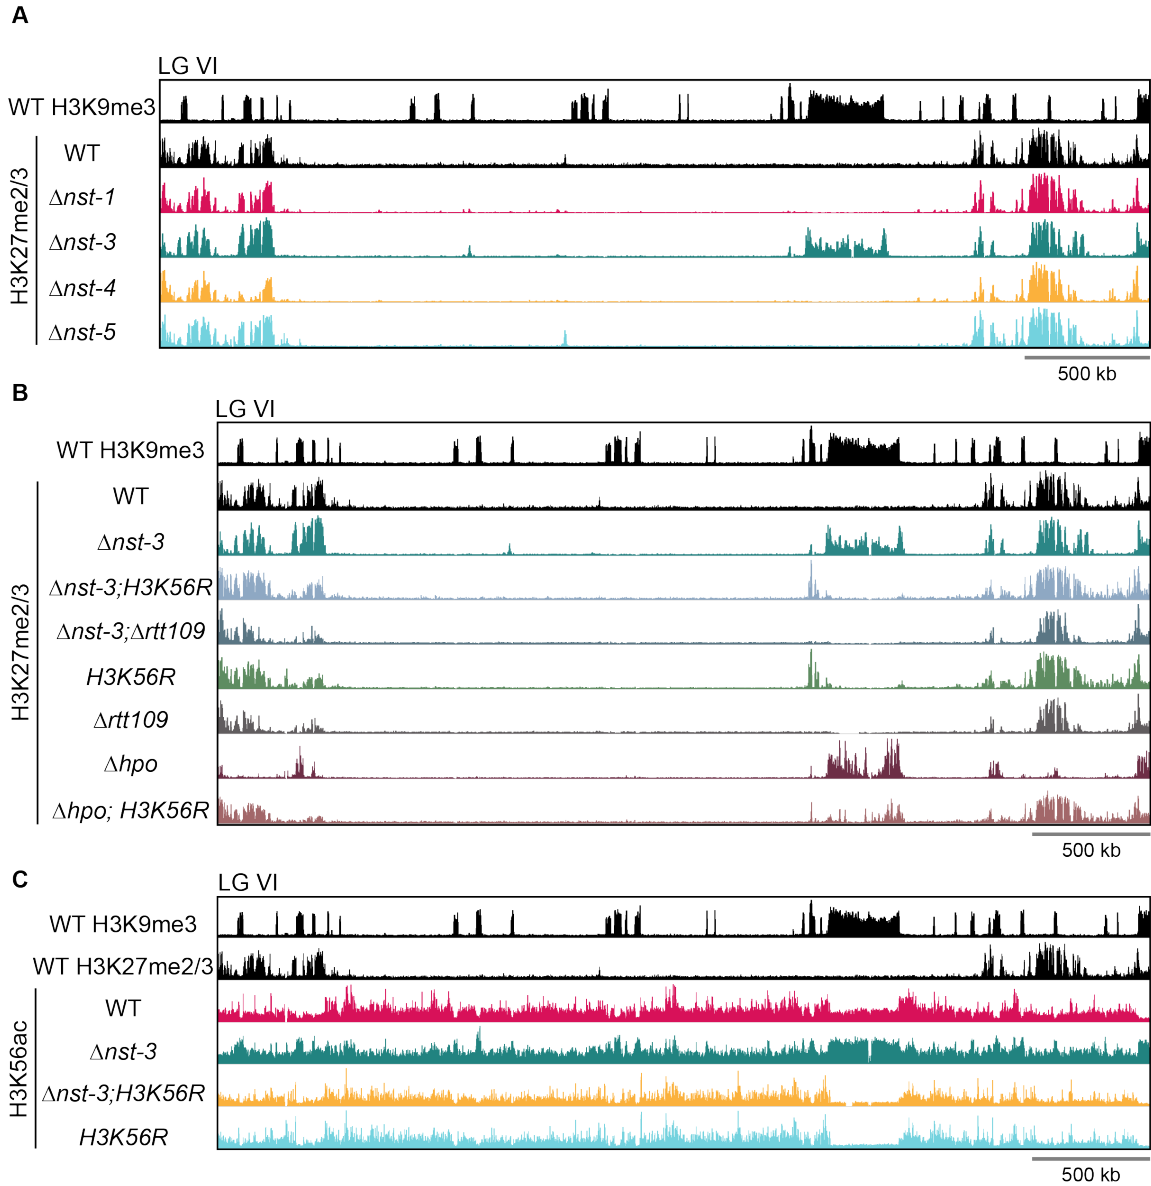 A
LG VI
WT H3K9me3
H3K27me2/3
WT
Δnst-1
Δnst-3
Δnst-4
Δnst-5
500 kb
B
LG VI
WT H3K9me3
H3K27me2/3
WT
Δnst-3
Δnst-3;H3K56R
Δnst-3;Δrtt109
H3K56R
Δrtt109
Δhpo
Δhpo; H3K56R
500 kb
C
LG VI
WT H3K9me3
WT H3K27me2/3
H3K56ac
WT
Δnst-3
Δnst-3;H3K56R
H3K56R
500 kb